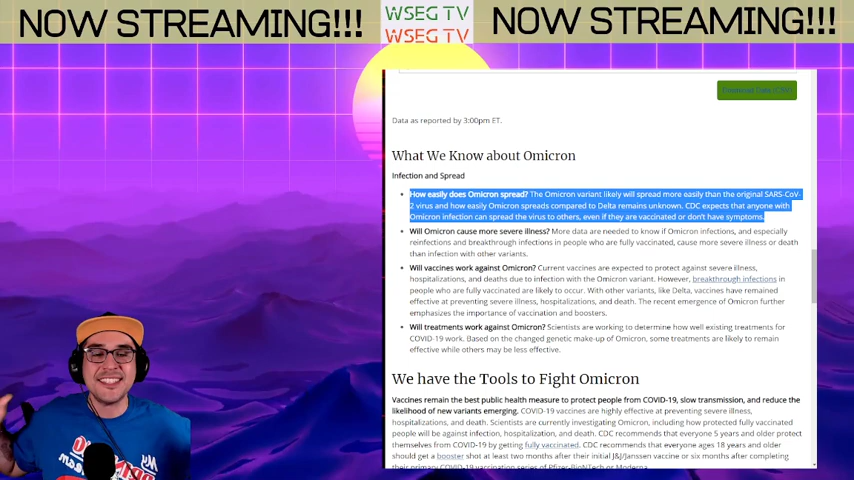 NOW STREAMING!!!
WSEG TV
WSEG TV
NOW STREAMING!!!
Download Data (CSV)
Data as reported by 3:00pm ET.
What We Know about Omicron
Infection and Spread
How easily does Omicron spread? The Omicron variant likely will spread more easily than the original SARS-CoV-
2 virus and how easily Omicron spreads compared to Delta remains unknown. CDC expects that anyone with
Omicron infection can spread the virus to others, even if they are vaccinated or don't have symptoms.
Will Omicron cause more severe illness? More data are needed to know if Omicron infections, and especially
reinfections and breakthrough infections in people who are fully vaccinated, cause more severe illness or death
than infection with other variants.
Will vaccines work against Omicron? Current vaccines are expected to protect against severe illness,
hospitalizations, and deaths due to infection with the Omicron variant. However, breakthrough infections in
people who are fully vaccinated are likely to occur. With other variants, like Delta, vaccines have remained
effective at preventing severe illness, hospitalizations, and death. The recent emergence of Omicron further
emphasizes the importance of vaccination and boosters.
Will treatments work against Omicron? Scientists are working to determine how well existing treatments for
COVID-19 work. Based on the changed genetic make-up of Omicron, some treatments are likely to remain
effective while others may be less effective.
We have the Tools to Fight Omicron
Vaccines remain the best public health measure to protect people from COVID-19, slow transmission, and reduce the
likelihood of new variants emerging. COVID-19 vaccines are highly effective at preventing severe illness,
hospitalizations, and death. Scientists are currently investigating Omicron, including how protected fully vaccinated
people will be against infection, hospitalization, and death. CDC recommends that everyone 5 years and older protect
themselves from COVID-19 by getting fully vaccinated. CDC recommends that everyone ages 18 years and older
should get a booster shot at least two months after their initial J&J/Janssen vaccine or six months after completing
their primary COVID-19 vaccination series of Pfizer-BioNTech or Moderna.